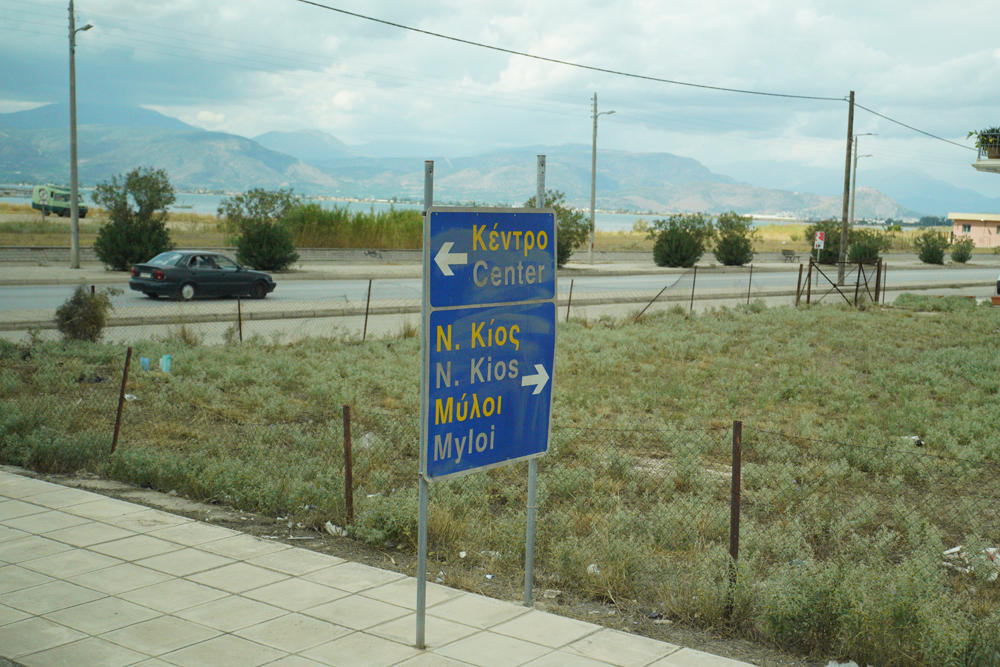 Κέντρο
Center
Ν. Κίος
N. Kios
Μύλοι
Myloi